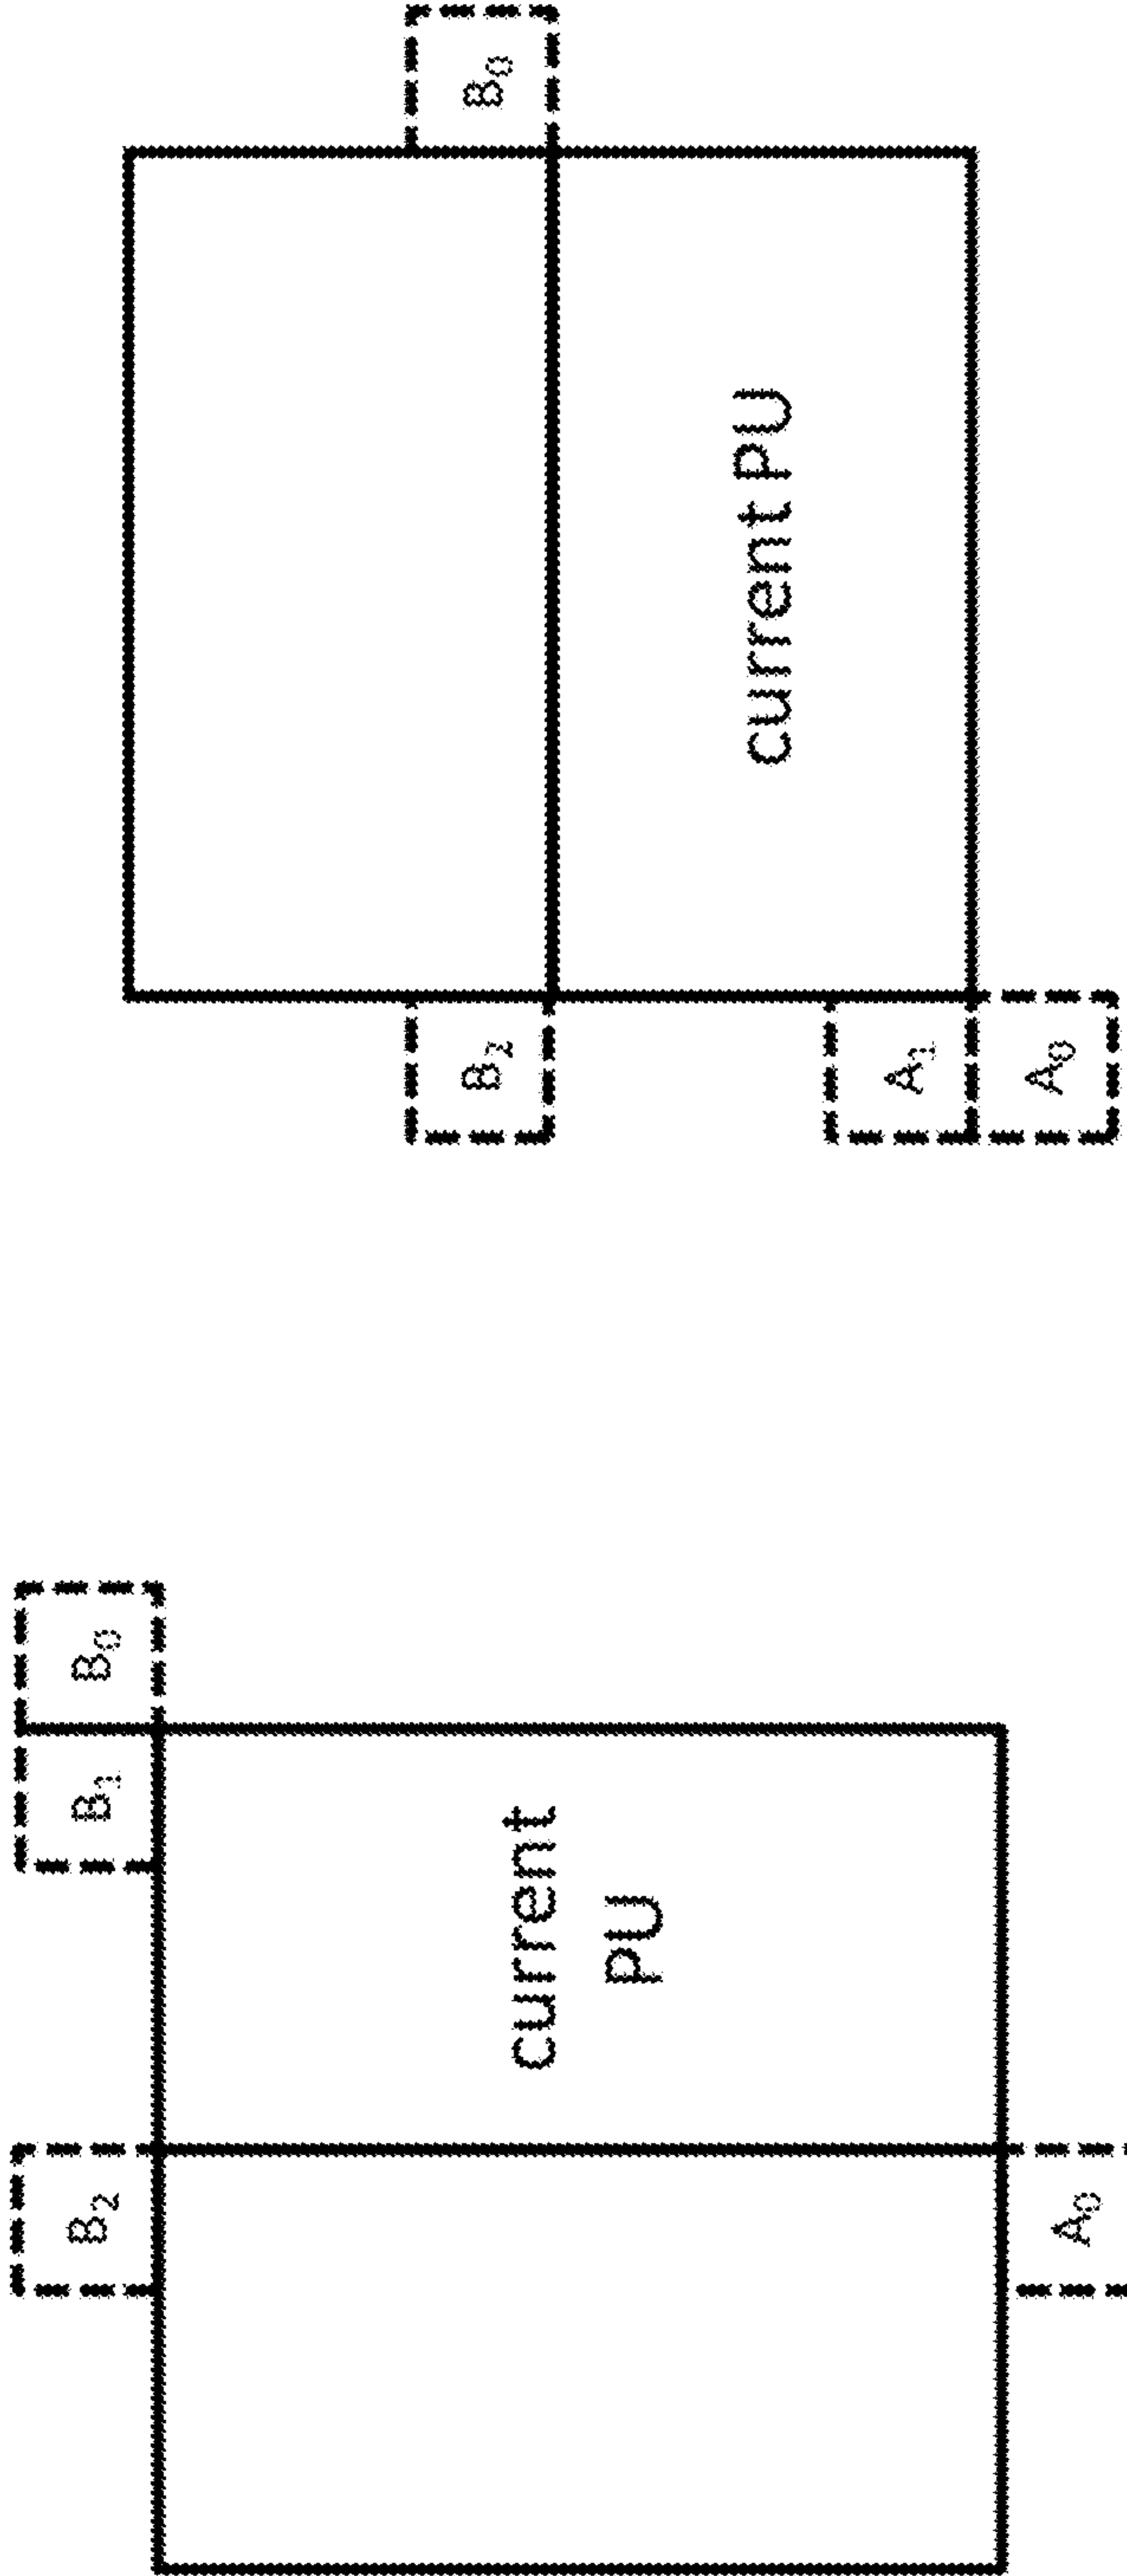 B₂
B₁
B₀
current
PU
A₀
B₂
B₀
current PU
A₁
A₀